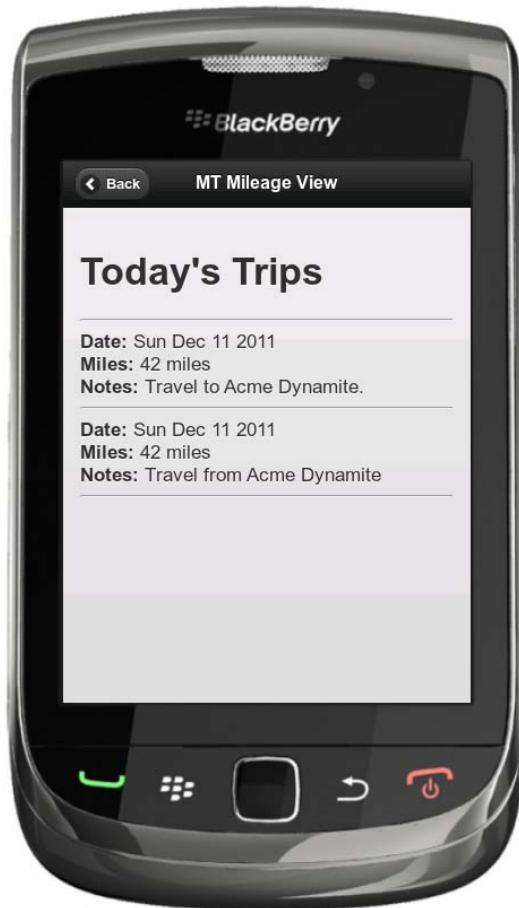 BlackBerry
Back
MT Mileage View
Today's Trips
Date: Sun Dec 11 2011
Miles: 42 miles
Notes: Travel to Acme Dynamite.
Date: Sun Dec 11 2011
Miles: 42 miles
Notes: Travel from Acme Dynamite